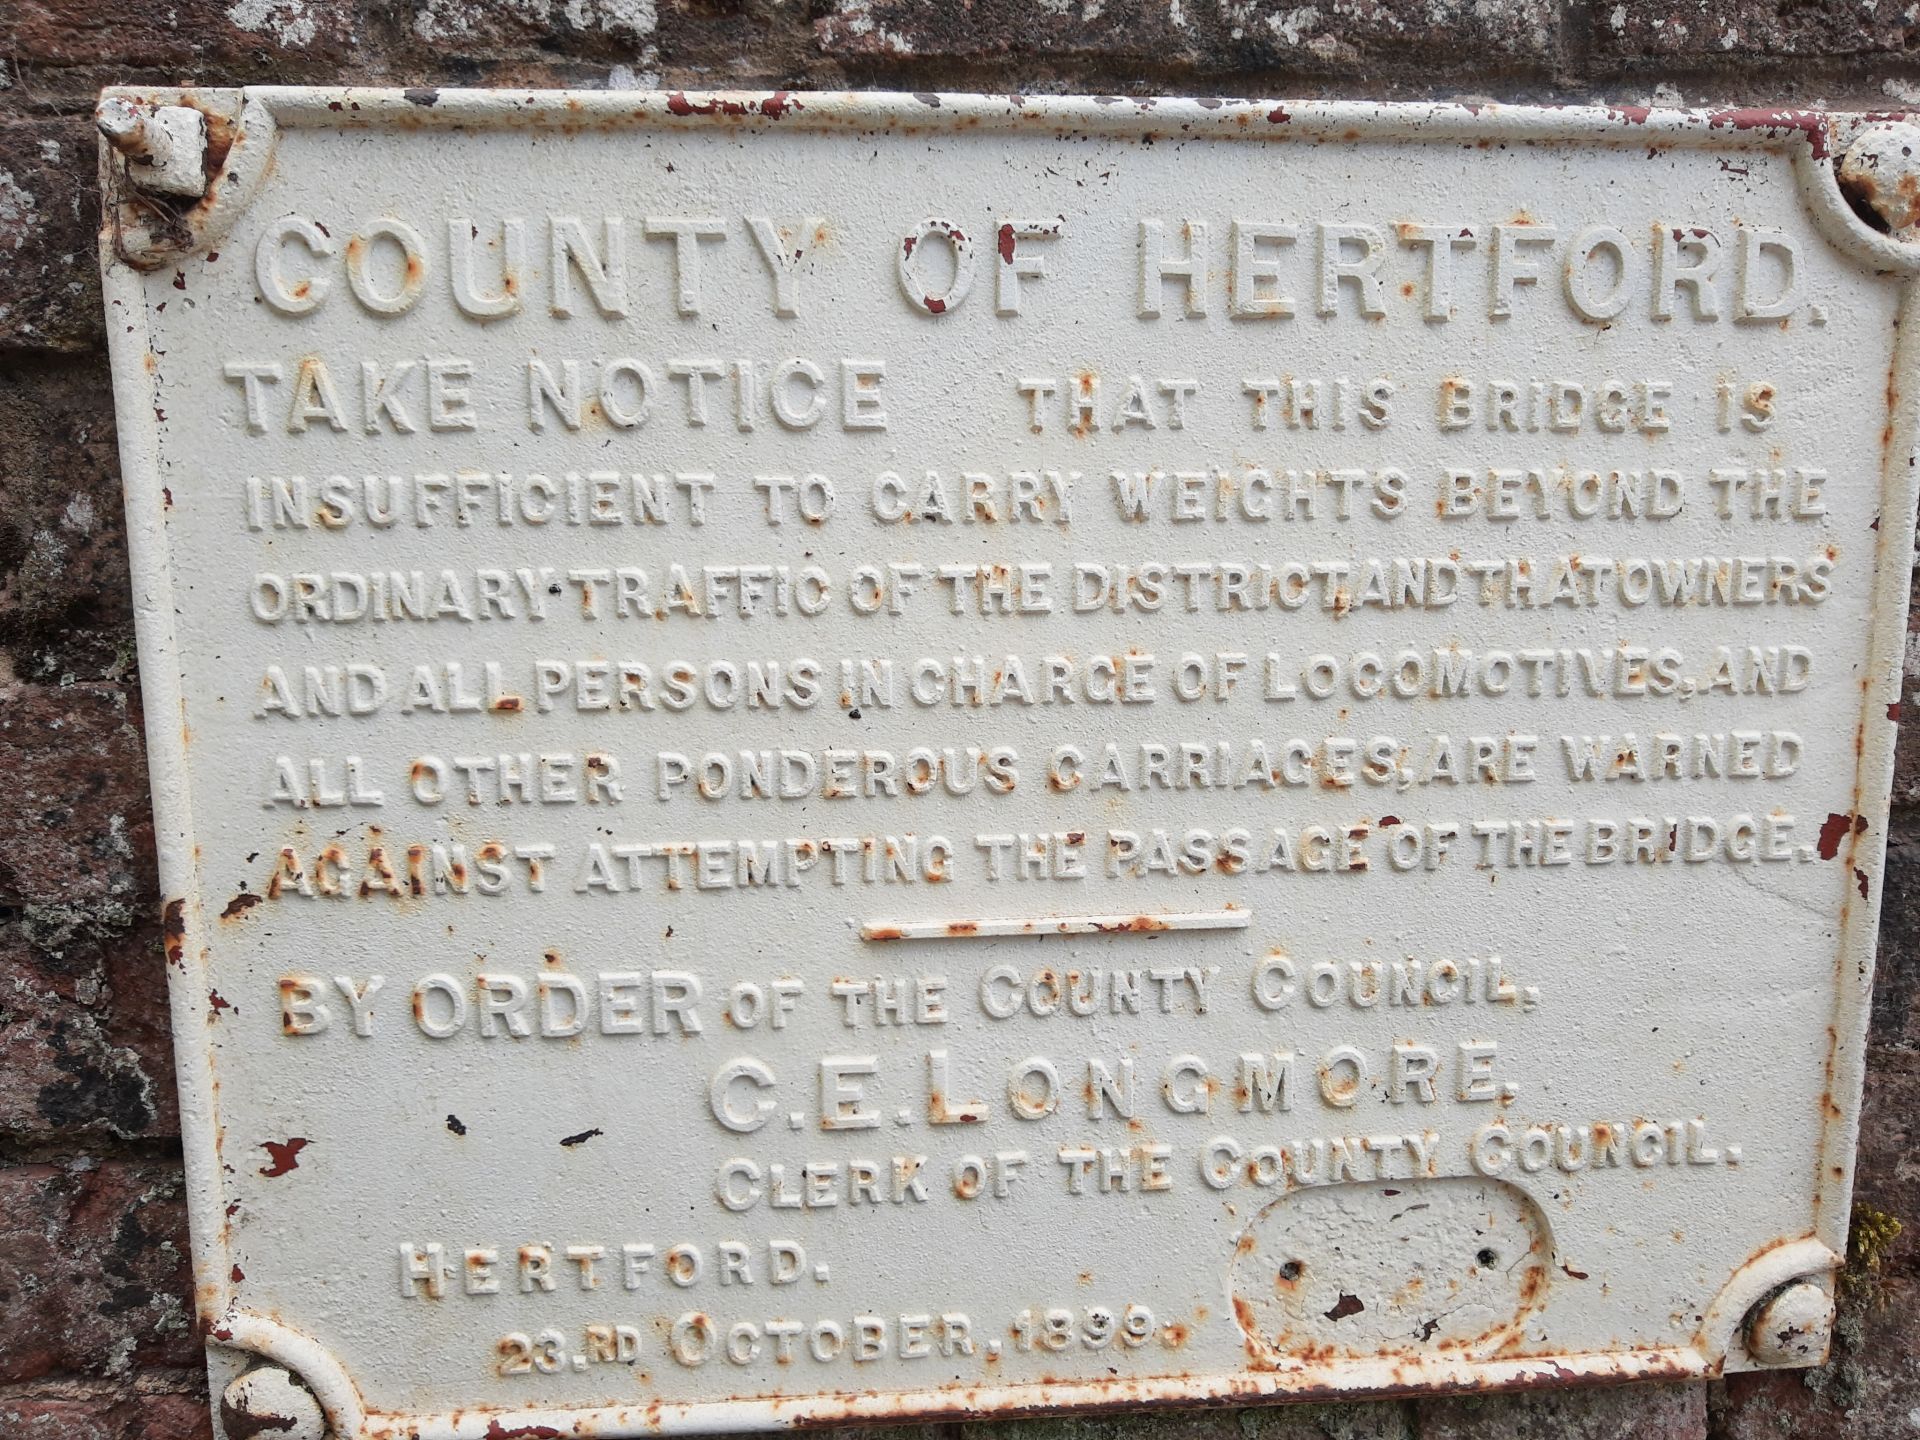 COUNTY OF HERTFORD.
TAKE NOTICE THAT THIS BRIDGE IS
INSUFFICIENT TO CARRY WEIGHTS BEYOND THE
ORDINARY TRAFFIC OF THE DISTRICT, AND THAT OWNERS
AND ALL PERSONS IN CHARGE OF LOCOMOTIVES, AND
ALL OTHER PONDEROUS CARRIAGES, ARE WARNED
AGAINST ATTEMPTING THE PASSAGE OF THE BRIDGE.
BY ORDER OF THE COUNTY COUNCIL,
C. E. LONGMORE.
CLERK OF THE COUNTY COUNCIL.
HERTFORD.
23.RD OCTOBER. 1899.